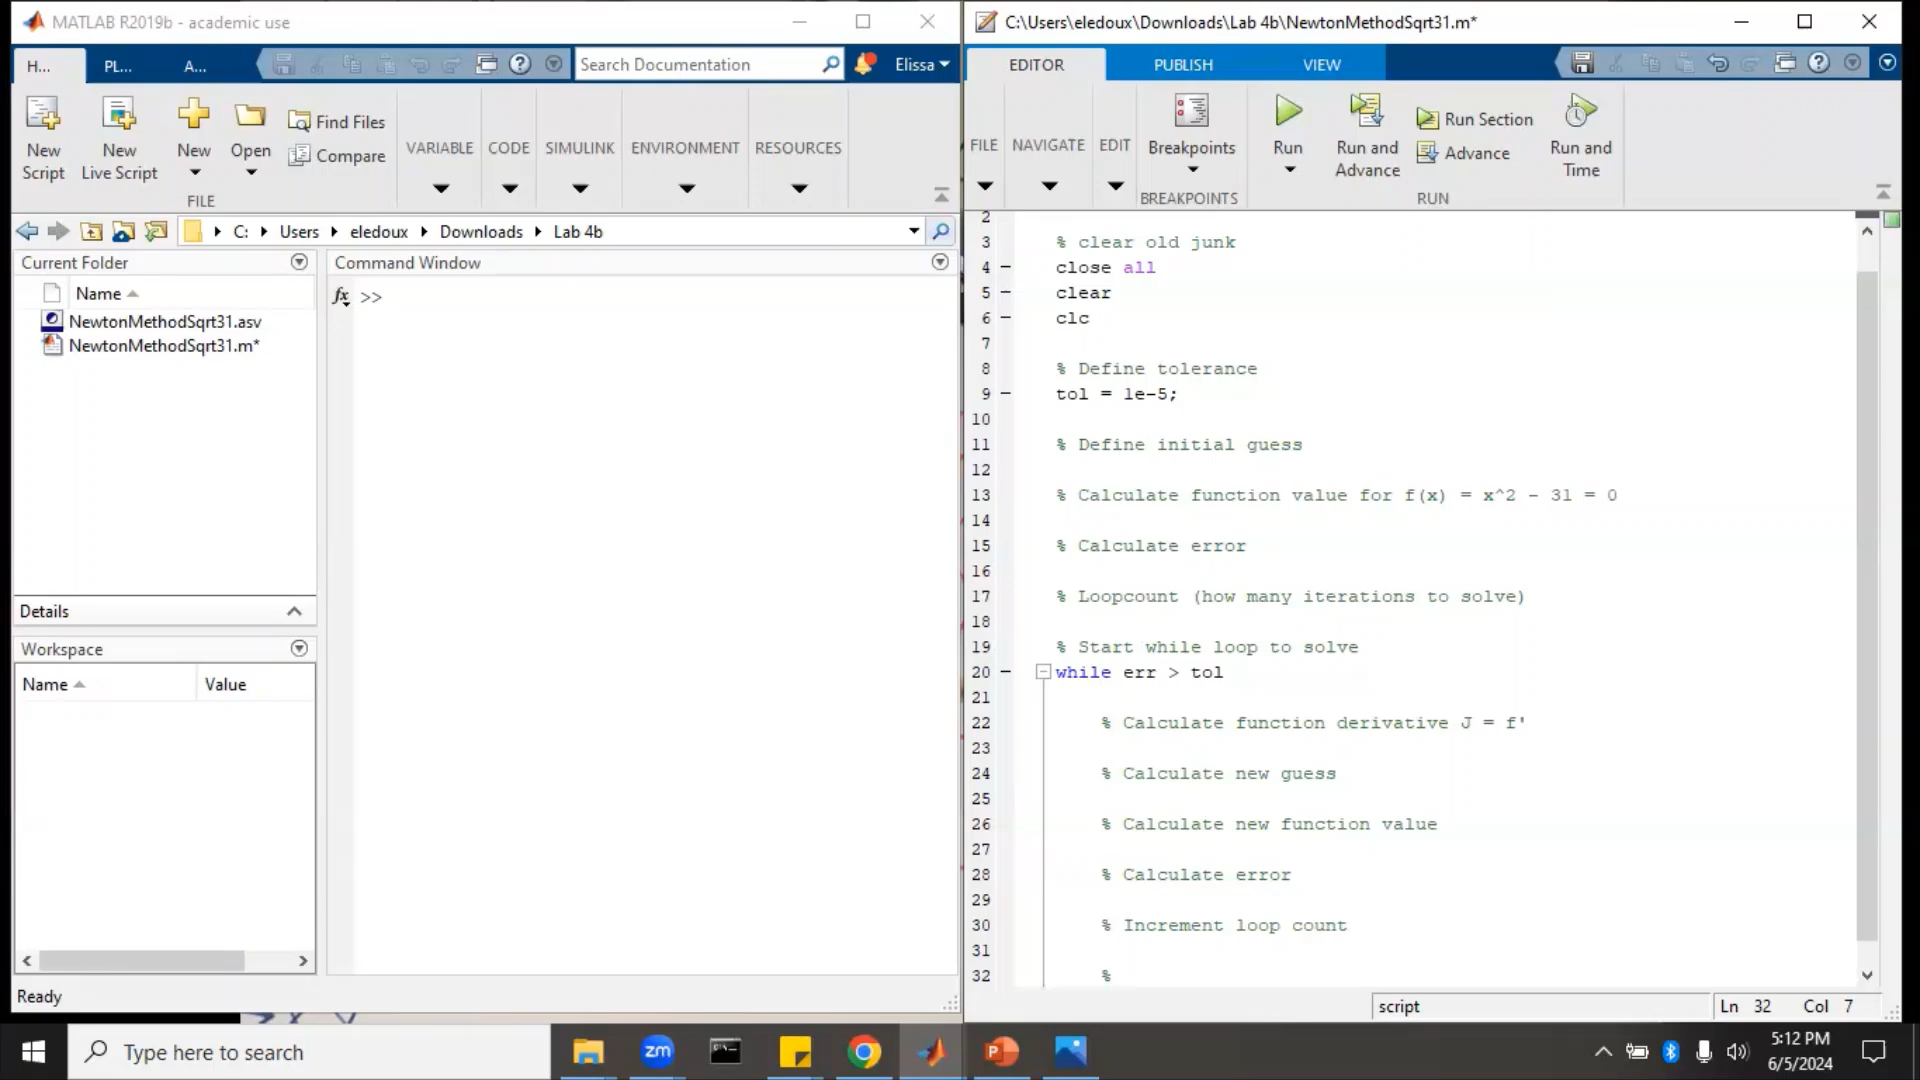 MATLAB R2019b - academic use
H...
PL...
A...
Search Documentation
Elissa
New Script
New Live Script
New
Open
Find Files
Compare
FILE
VARIABLE
CODE
SIMULINK
ENVIRONMENT
RESOURCES
C:
Users
eledoux
Downloads
Lab 4b
Current Folder
Name
NewtonMethodSqrt31.asv
NewtonMethodSqrt31.m*
Details
Workspace
Name
Value
Ready
Command Window
fx >>
C:\Users\eledoux\Downloads\Lab 4b\NewtonMethodSqrt31.m*
EDITOR
PUBLISH
VIEW
FILE
NAVIGATE
EDIT
Breakpoints
BREAKPOINTS
Run
Run and Advance
Run Section
Advance
Run and Time
RUN
2
3 % clear old junk
4 – close all
5 – clear
6 – clc
7
8 % Define tolerance
9 – tol = 1e-5;
10
11 % Define initial guess
12
13 % Calculate function value for f(x) = x^2 - 31 = 0
14
15 % Calculate error
16
17 % Loopcount (how many iterations to solve)
18
19 % Start while loop to solve
20 – while err > tol
21
22 % Calculate function derivative J = f'
23
24 % Calculate new guess
25
26 % Calculate new function value
27
28 % Calculate error
29
30 % Increment loop count
31
32 %
script
Ln 32 Col 7
Type here to search
zm
P
5:12 PM
6/5/2024